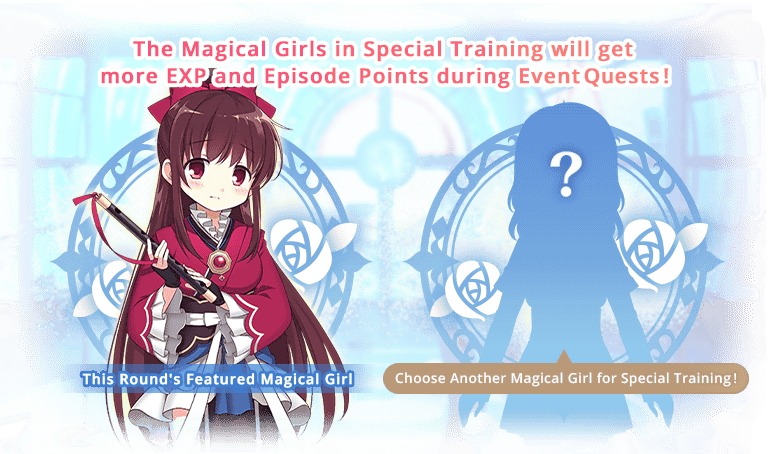 The Magical Girls in Special Training will get
more EXP and Episode Points during Event Quests!
?
This Round's Featured Magical Girl
Choose Another Magical Girl for Special Training!